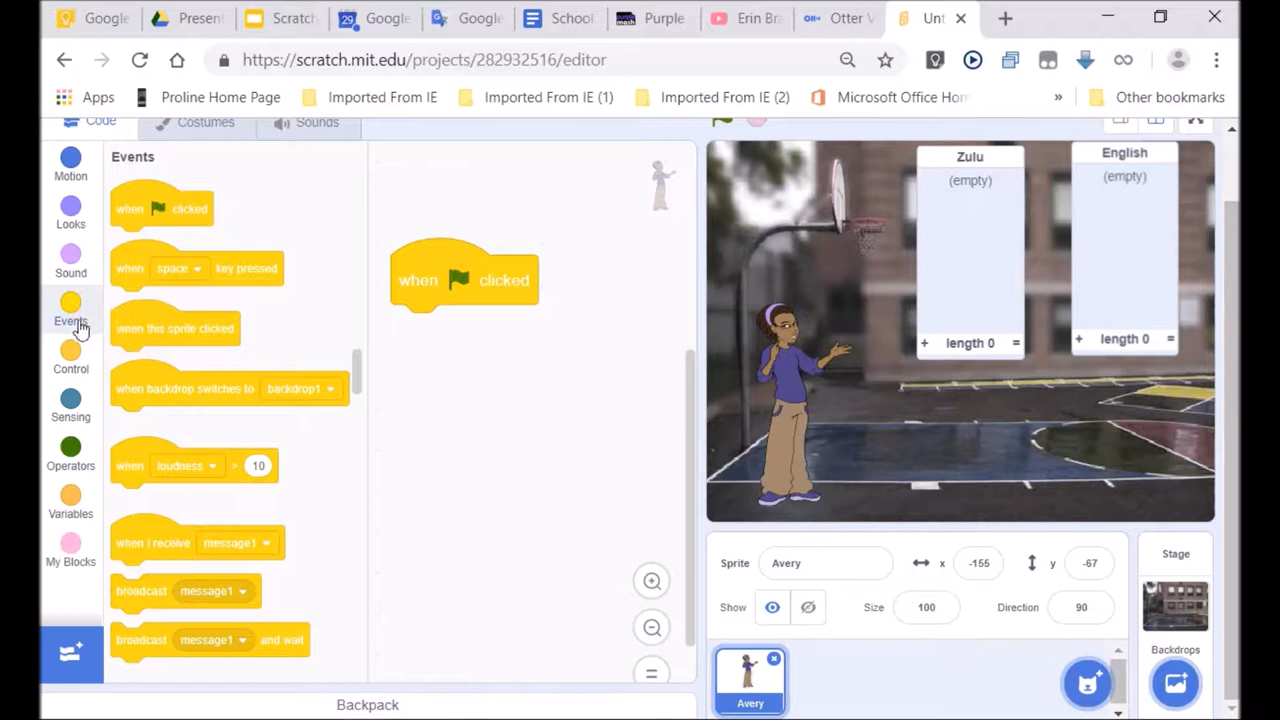 Google
Present
Scratch
29
Google
Google
School
purple mash
Purple
Erin Bra
Otter V
Unt
https://scratch.mit.edu/projects/282932516/editor
Apps
Proline Home Page
Imported From IE
Imported From IE (1)
Imported From IE (2)
Microsoft Office Hom
»
Other bookmarks
Code
Costumes
Sounds
Motion
Looks
Sound
Events
Control
Sensing
Operators
Variables
My Blocks
Events
when clicked
when space key pressed
when this sprite clicked
when backdrop switches to backdrop1
when loudness > 10
when I receive message1
broadcast message1
broadcast message1 and wait
when clicked
Zulu
(empty)
+ length 0 =
English
(empty)
+ length 0 =
Sprite Avery x -155 y -67
Show Size 100 Direction 90
Avery
Stage
Backdrops
Backpack